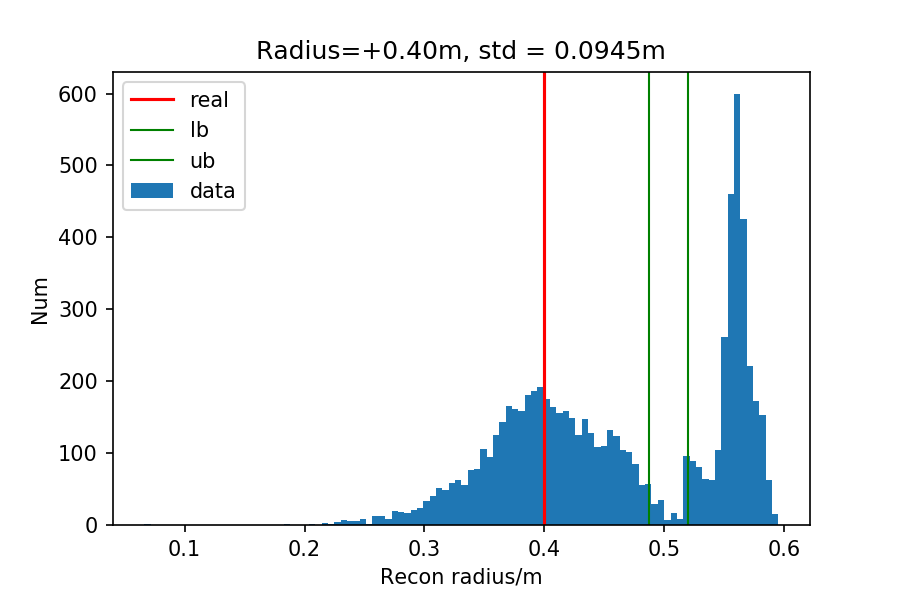 Radius=+0.40m, std = 0.0945m
600
500
400
300
200
100
0
Num
real
lb
ub
data
0.1 0.2 0.3 0.4 0.5 0.6
Recon radius/m